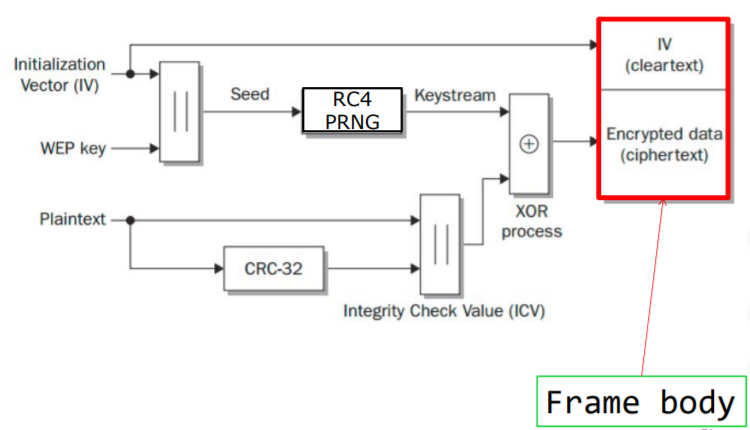 Initialization
Vector (IV)
WEP key
||
Seed
RC4
PRNG
Keystream
IV
(cleartext)
Encrypted data
(ciphertext)
XOR
process
Plaintext
CRC-32
||
Integrity Check Value (ICV)
Frame body